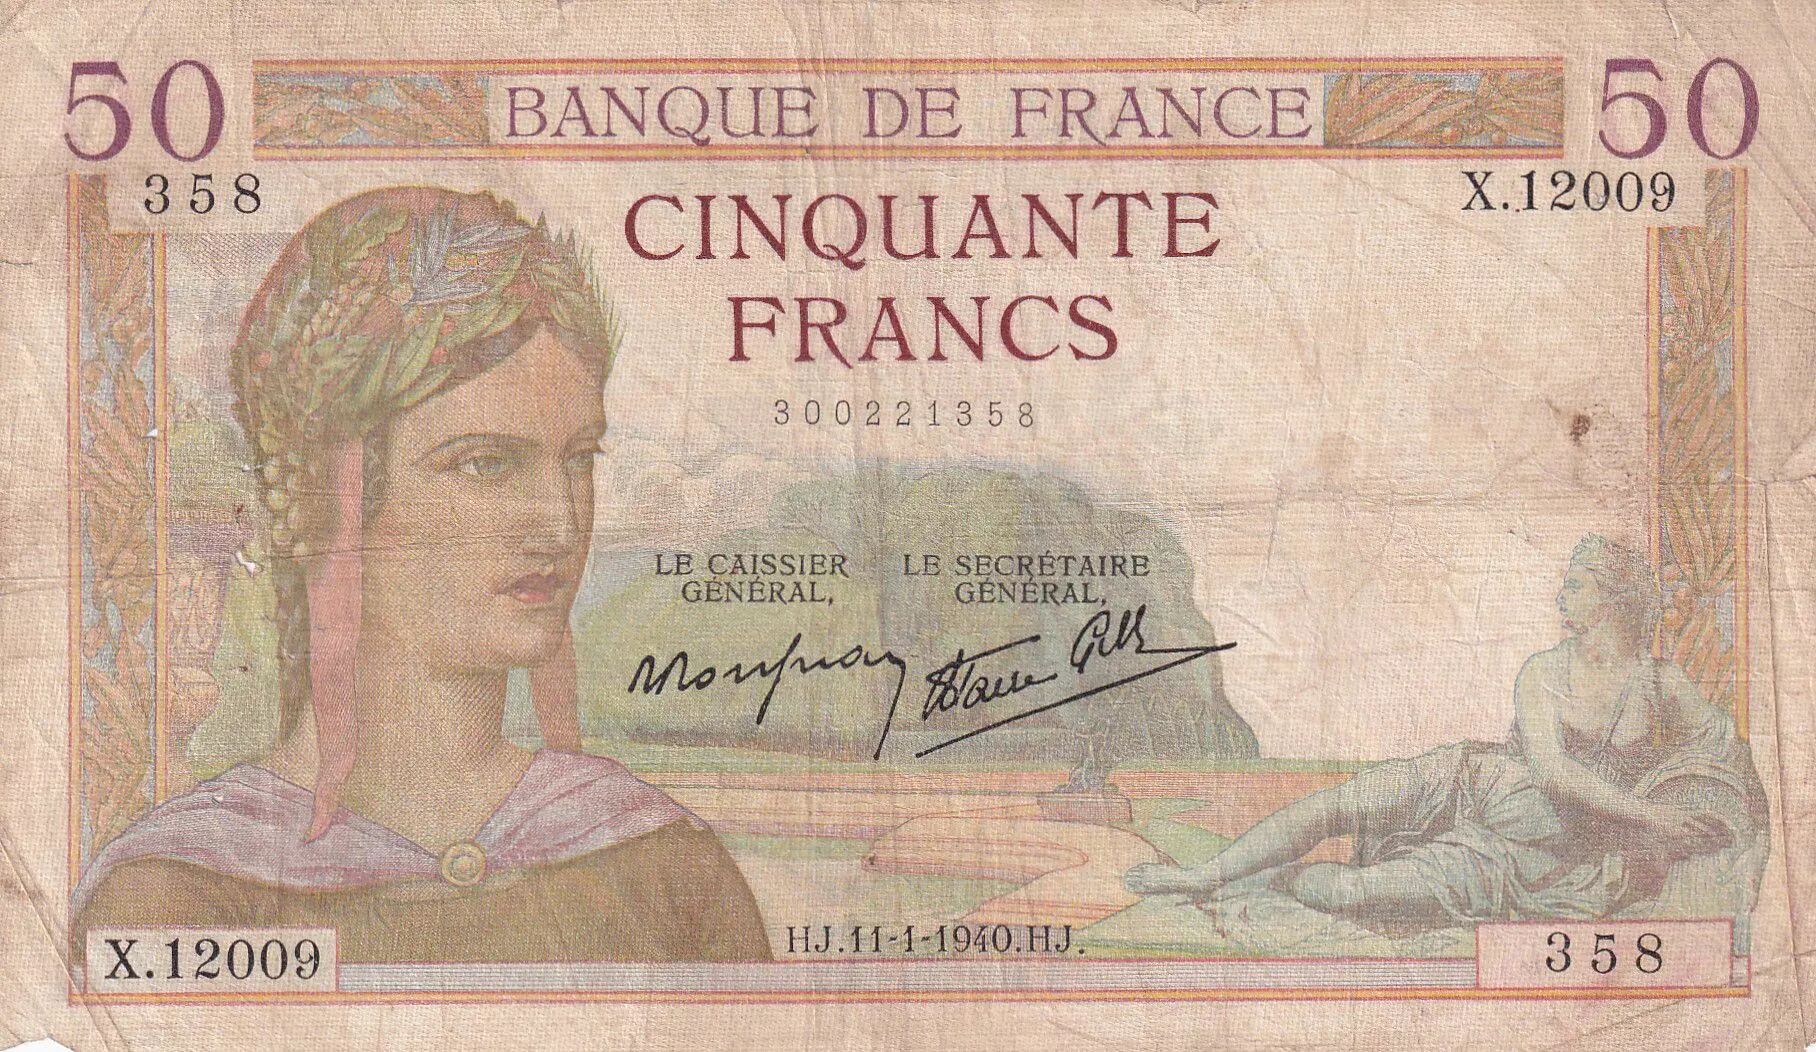 50 BANQUE DE FRANCE 50
358 X.12009
CINQUANTE
FRANCS
300221358
LE CAISSIER LE SECRÉTAIRE
GÉNÉRAL, GÉNÉRAL,
HJ.11-1-1940.HJ.
X.12009 358